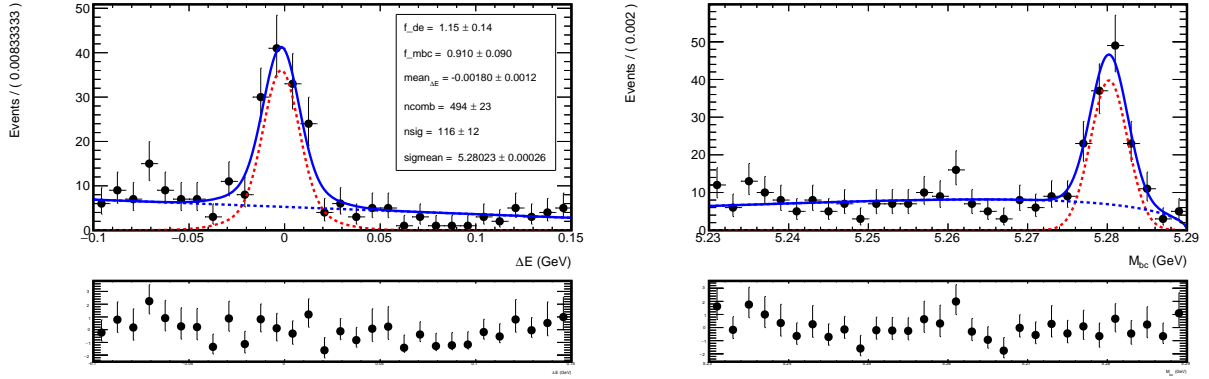 Events / ( 0.00833333 )
50
40
30
20
10
0
f_de = 1.15 ± 0.14
f_mbc = 0.910 ± 0.090
mean_ΔE = -0.00180 ± 0.0012
ncomb = 494 ± 23
nsig = 116 ± 12
sigmean = 5.28023 ± 0.00026
−0.1 −0.05 0 0.05 0.1 0.15
ΔE (GeV)
Events / ( 0.002 )
60
50
40
30
20
10
0
5.23 5.24 5.25 5.26 5.27 5.28 5.29
M_bc (GeV)